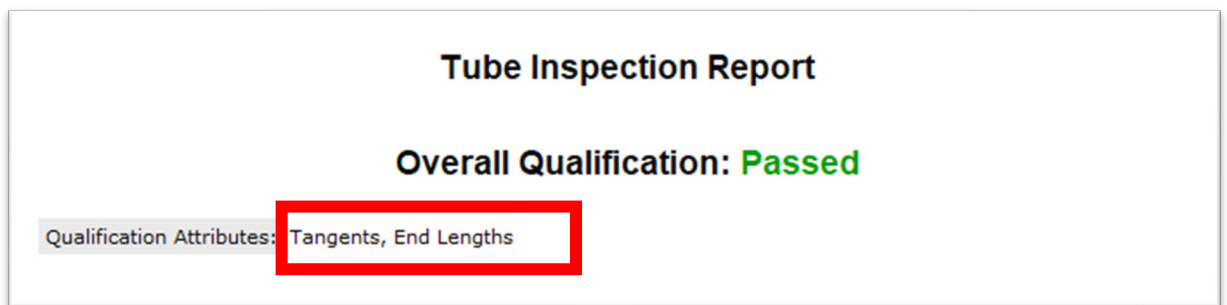 Tube Inspection Report
Overall Qualification: Passed
Qualification Attributes: Tangents, End Lengths